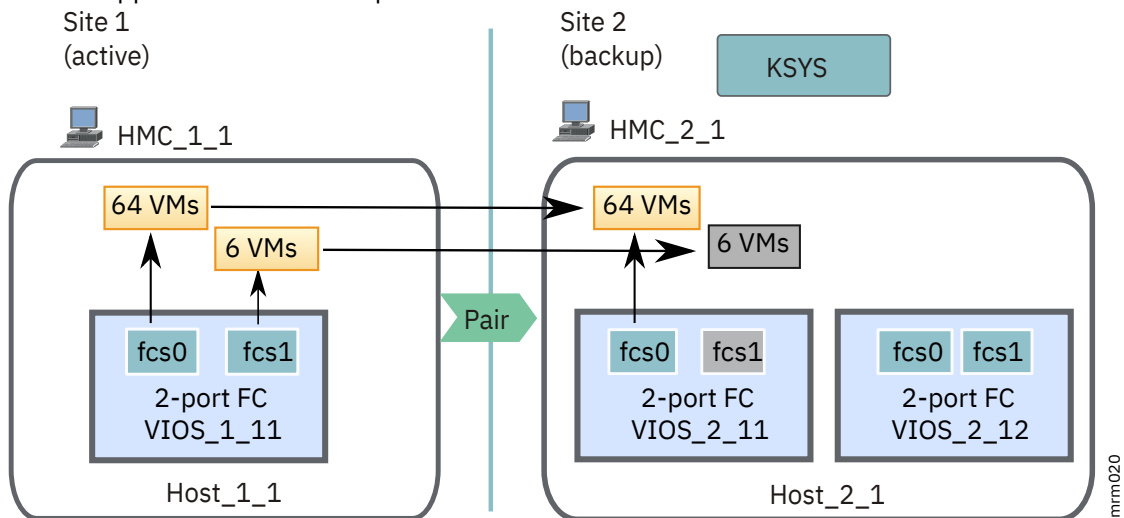 Site 1
(active)
Site 2
(backup)
KSYS
HMC_1_1
HMC_2_1
64 VMs
6 VMs
64 VMs
6 VMs
Pair
fcs0
fcs1
2-port FC
VIOS_1_11
fcs0
fcs1
2-port FC
VIOS_2_11
fcs0
fcs1
2-port FC
VIOS_2_12
Host_1_1
Host_2_1
mrm020